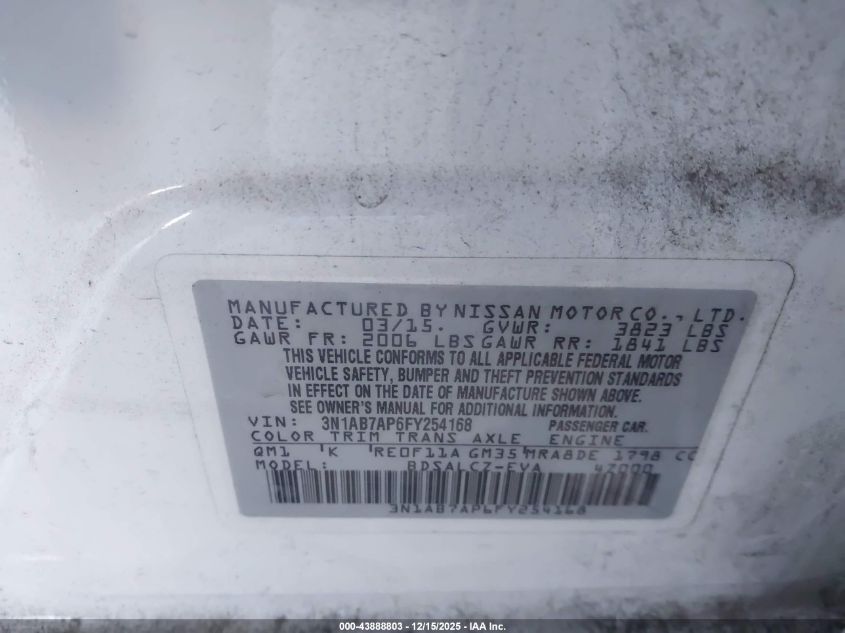 MANUFACTURED BY NISSAN MOTOR CO., LTD.
DATE: 03/15. GVWR: 3823 LBS
GAWR FR: 2006 LBS GAWR RR: 1841 LBS
THIS VEHICLE CONFORMS TO ALL APPLICABLE FEDERAL MOTOR
VEHICLE SAFETY, BUMPER AND THEFT PREVENTION STANDARDS
IN EFFECT ON THE DATE OF MANUFACTURE SHOWN ABOVE.
SEE OWNER'S MANUAL FOR ADDITIONAL INFORMATION.
VIN: 3N1AB7AP6FY254168 PASSENGER CAR.
COLOR TRIM TRANS AXLE ENGINE
QM1 K RE0F11A GM35 MRA8DE 1798 CC
MODEL: BDSALCZ-EVA 47000
3N1AB7AP6FY254168
000-43888803 - 12/15/2025 - IAA Inc.